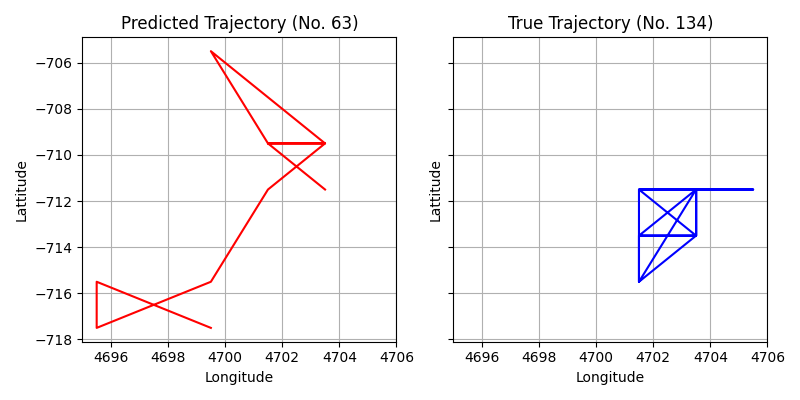 Predicted Trajectory (No. 63)
−706
−708
−710
−712
−714
−716
−718
Lattitude
4696 4698 4700 4702 4704 4706
Longitude
True Trajectory (No. 134)
Lattitude
4696 4698 4700 4702 4704 4706
Longitude